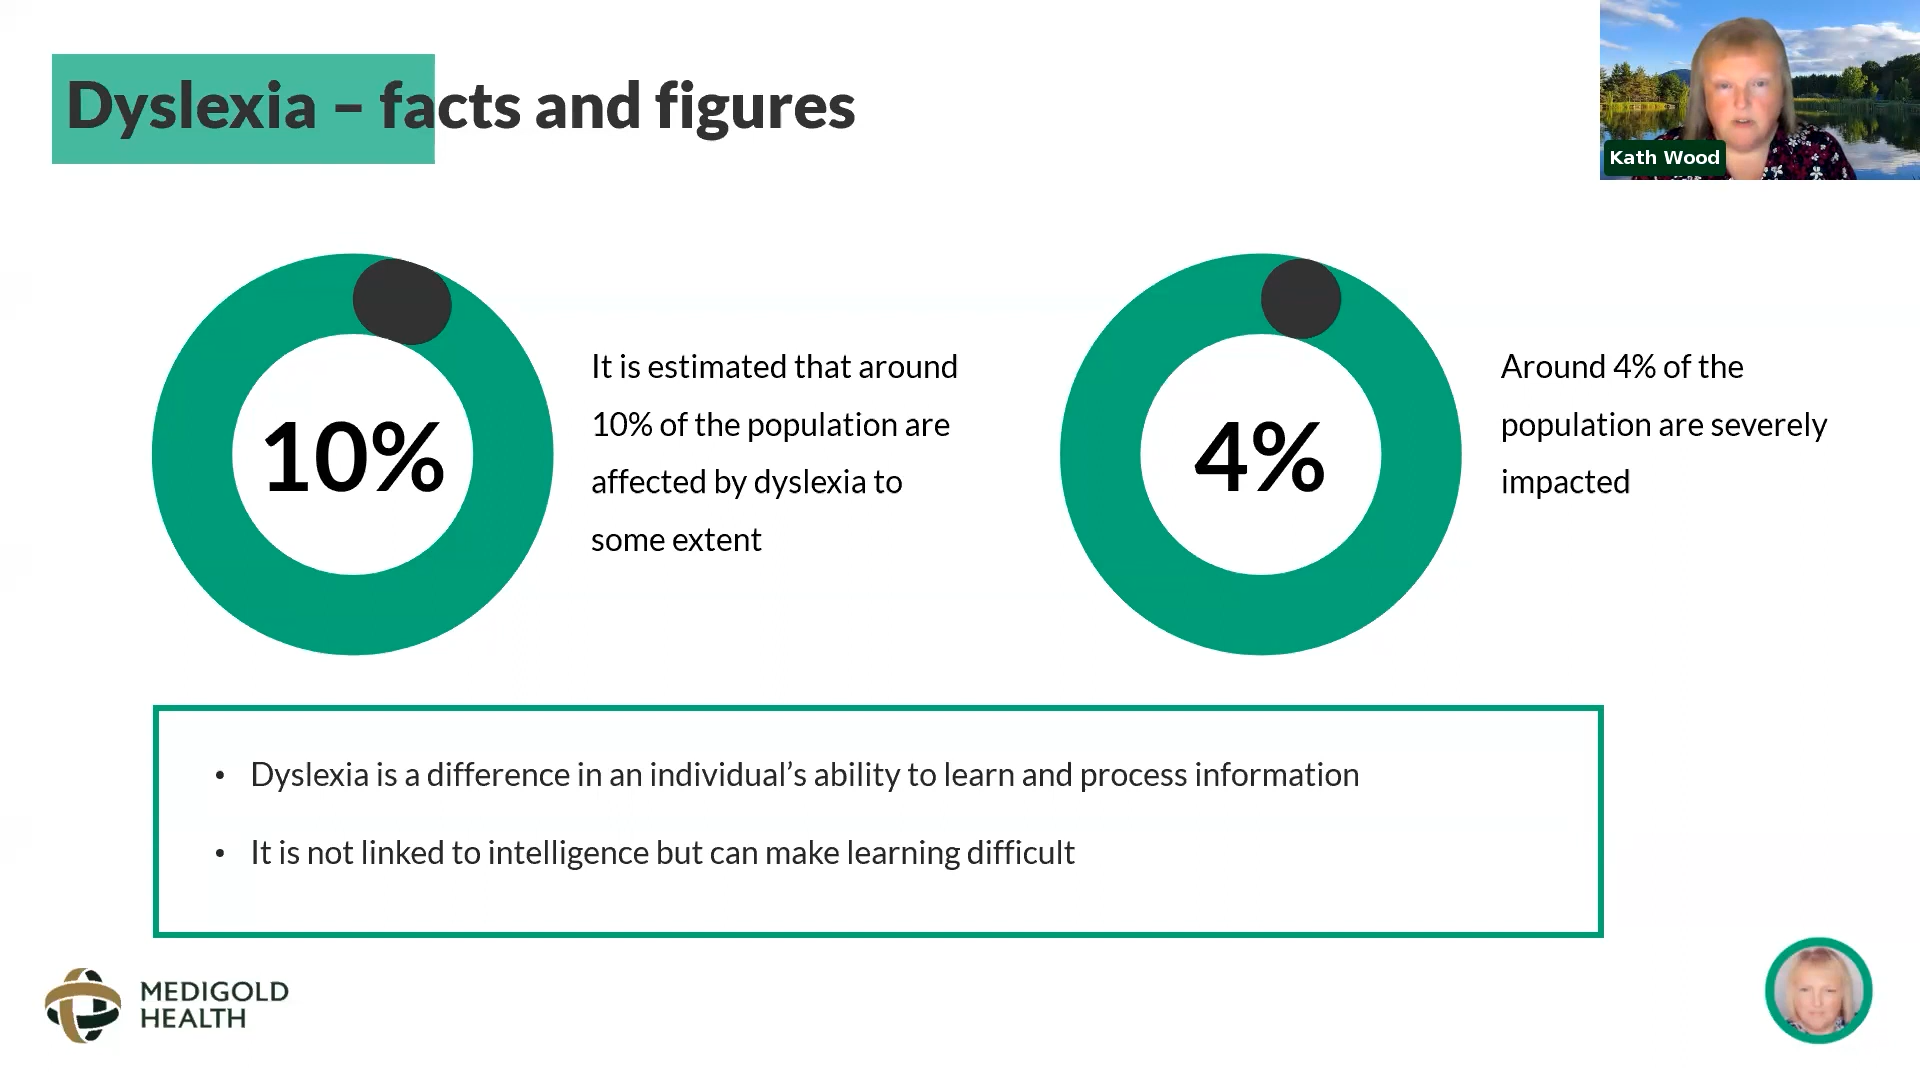 Dyslexia – facts and figures
Kath Wood
10%
It is estimated that around
10% of the population are
affected by dyslexia to
some extent
4%
Around 4% of the
population are severely
impacted
• Dyslexia is a difference in an individual’s ability to learn and process information
• It is not linked to intelligence but can make learning difficult
MEDIGOLD
HEALTH